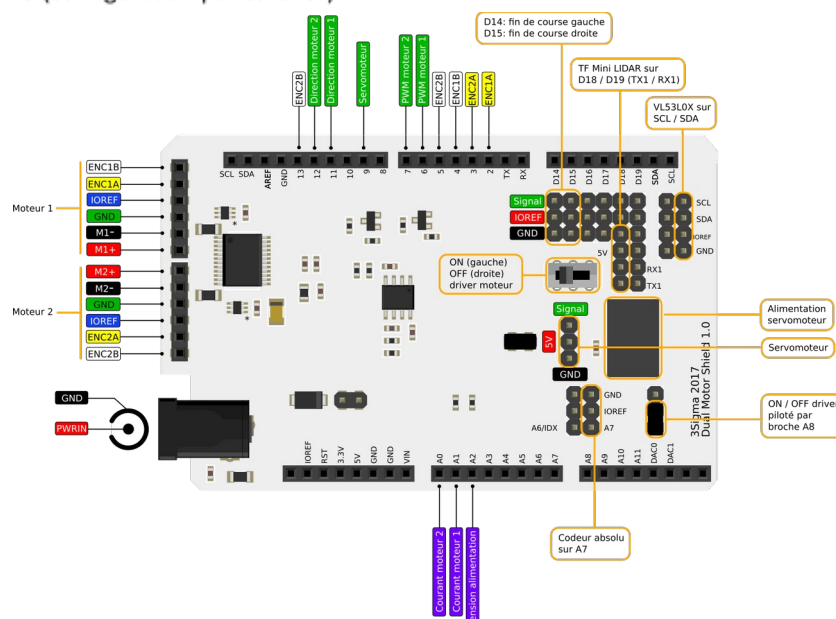 D14: fin de course gauche
D15: fin de course droite
TF Mini LIDAR sur
D18 / D19 (TX1 / RX1)
VL53L0X sur
SCL / SDA
ENC2B
Direction moteur 2
Direction moteur 1
Servomoteur
PWM moteur 2
PWM moteur 1
ENC2B
ENC1B
ENC2A
ENC1A
SCL
SDA
AREF
GND
13
12
11
10
9
8
7
6
5
4
3
2
TX
RX
D14
D15
D16
D17
D18
D19
SDA
SCL
Moteur 1
ENC1B
ENC1A
IOREF
GND
M1-
M1+
Moteur 2
M2+
M2-
GND
IOREF
ENC2A
ENC2B
GND
PWRIN
Signal
IOREF
GND
5V
RX1
TX1
SCL
SDA
IOREF
GND
ON (gauche)
OFF (droite)
driver moteur
Signal
5V
GND
Alimentation
servomoteur
Servomoteur
ON / OFF drive
piloté par
broche A8
3Sigma 2017
Dual Motor Shield 1.0
GND
IOREF
A6/IDX
A7
IOREF
RST
3.3V
5V
GND
GND
VIN
A0
A1
A2
A3
A4
A5
A6
A7
A8
A9
A10
A11
DAC0
DAC1
Courant moteur 2
Courant moteur 1
ension alimentation
Codeur absolu
sur A7